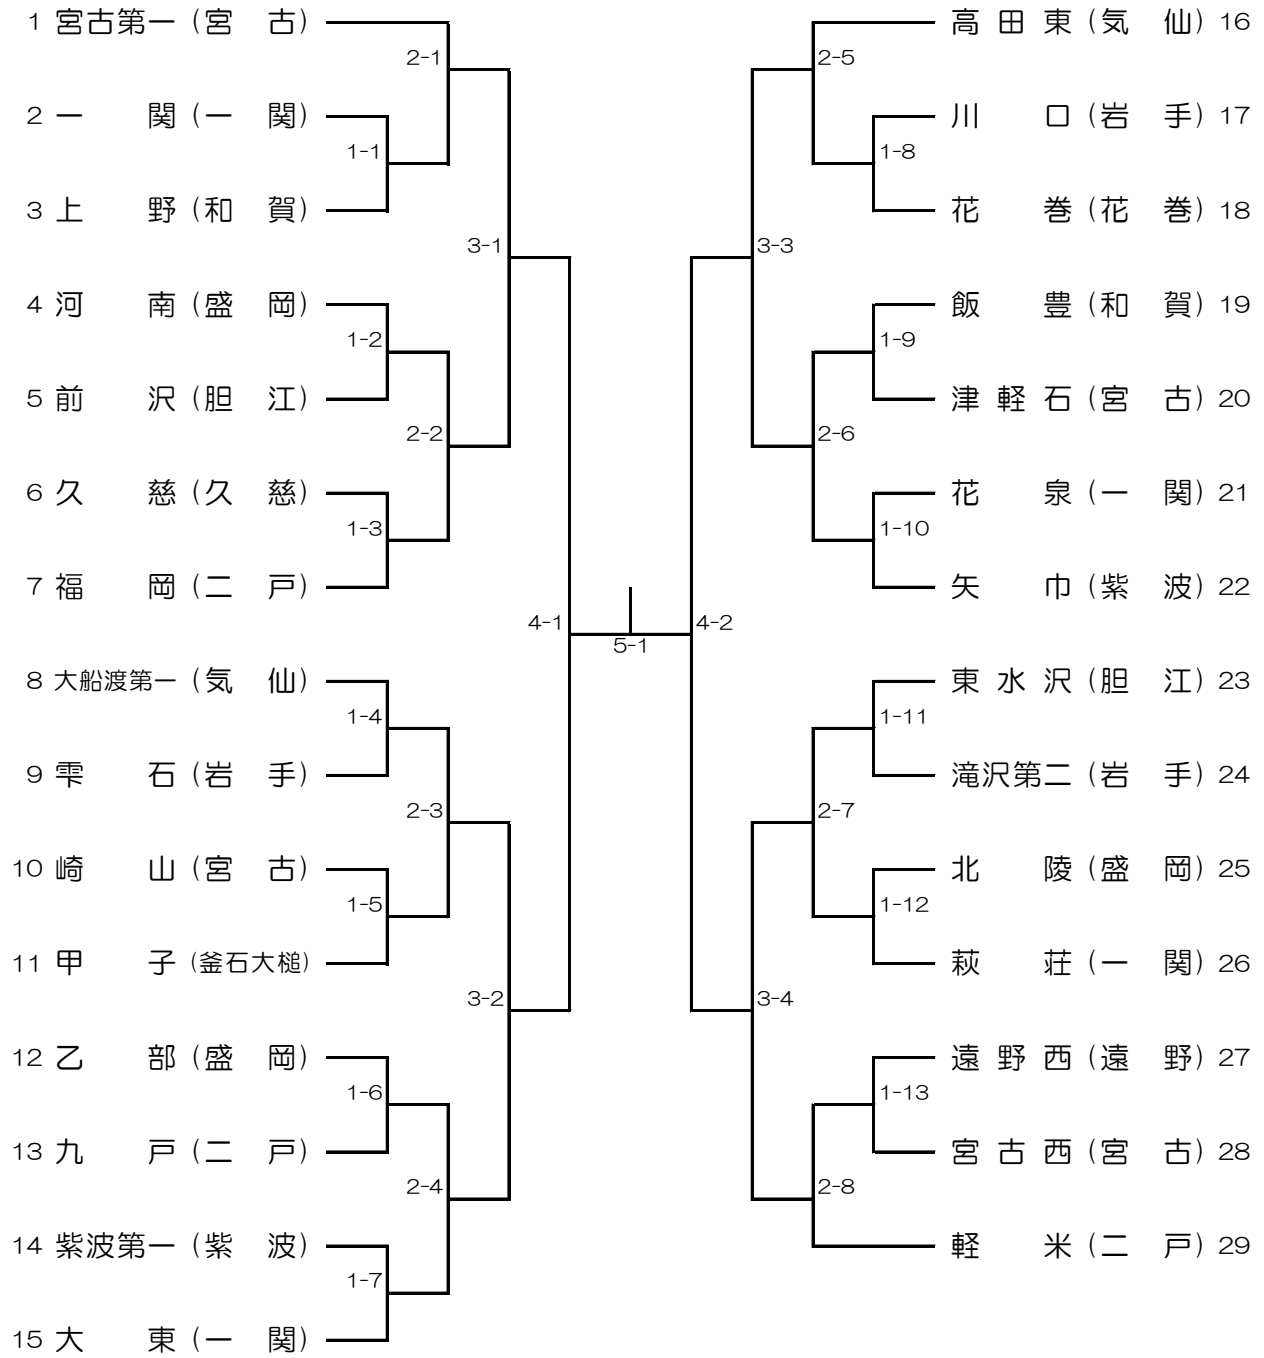 1 宮古第一 (宮 古)
2-1
2 一 関 (一 関)
1-1
3 上 野 (和 賀)
3-1
4 河 南 (盛 岡)
1-2
5 前 沢 (胆 江)
2-2
6 久 慈 (久 慈)
1-3
7 福 岡 (二 戸)
4-1
8 大船渡第一 (気 仙)
1-4
9 雫 石 (岩 手)
2-3
10 崎 山 (宮 古)
1-5
11 甲 子 (釜石大槌)
3-2
12 乙 部 (盛 岡)
1-6
13 九 戸 (二 戸)
2-4
14 紫波第一 (紫 波)
1-7
15 大 東 (一 関)
5-1
高 田 東 (気 仙) 16
2-5
川 口 (岩 手) 17
1-8
花 巻 (花 巻) 18
3-3
飯 豊 (和 賀) 19
1-9
津 軽 石 (宮 古) 20
2-6
花 泉 (一 関) 21
1-10
矢 巾 (紫 波) 22
4-2
東 水 沢 (胆 江) 23
1-11
滝沢第二 (岩 手) 24
2-7
北 陵 (盛 岡) 25
1-12
萩 荘 (一 関) 26
3-4
遠 野 西 (遠 野) 27
1-13
宮 古 西 (宮 古) 28
2-8
軽 米 (二 戸) 29